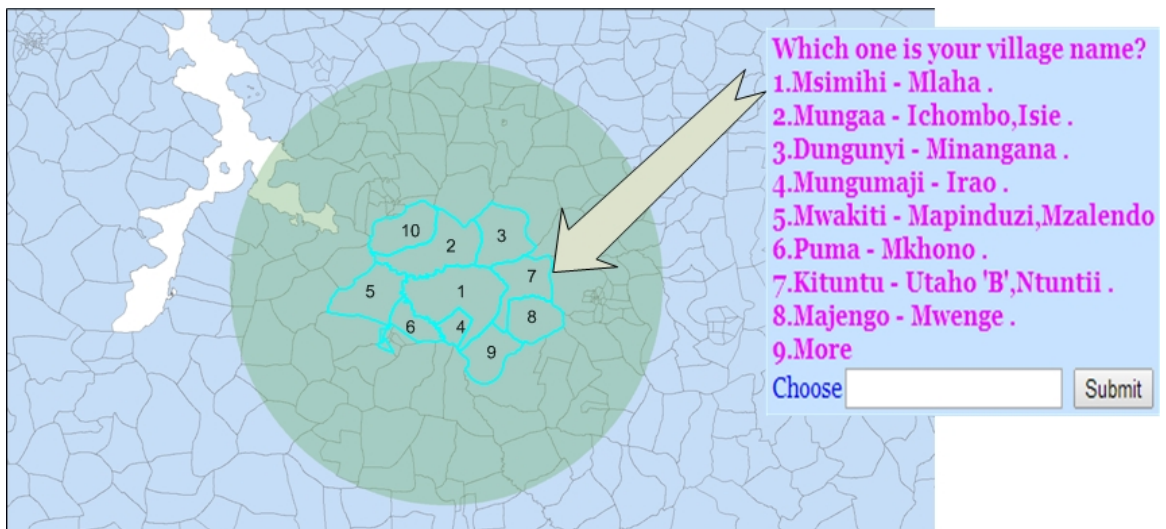 Which one is your village name?
1.Msimihi - Mlaha .
2.Mungaa - Ichombo,Isie .
3.Dungunyi - Minangana .
4.Mungumaji - Irao .
5.Mwakiti - Mapinduzi,Mzalendo
6.Puma - Mkhono .
7.Kituntu - Utaho 'B',Ntuntii .
8.Majengo - Mwenge .
9.More
Choose
Submit
10
2
3
7
5
1
8
6
4
9